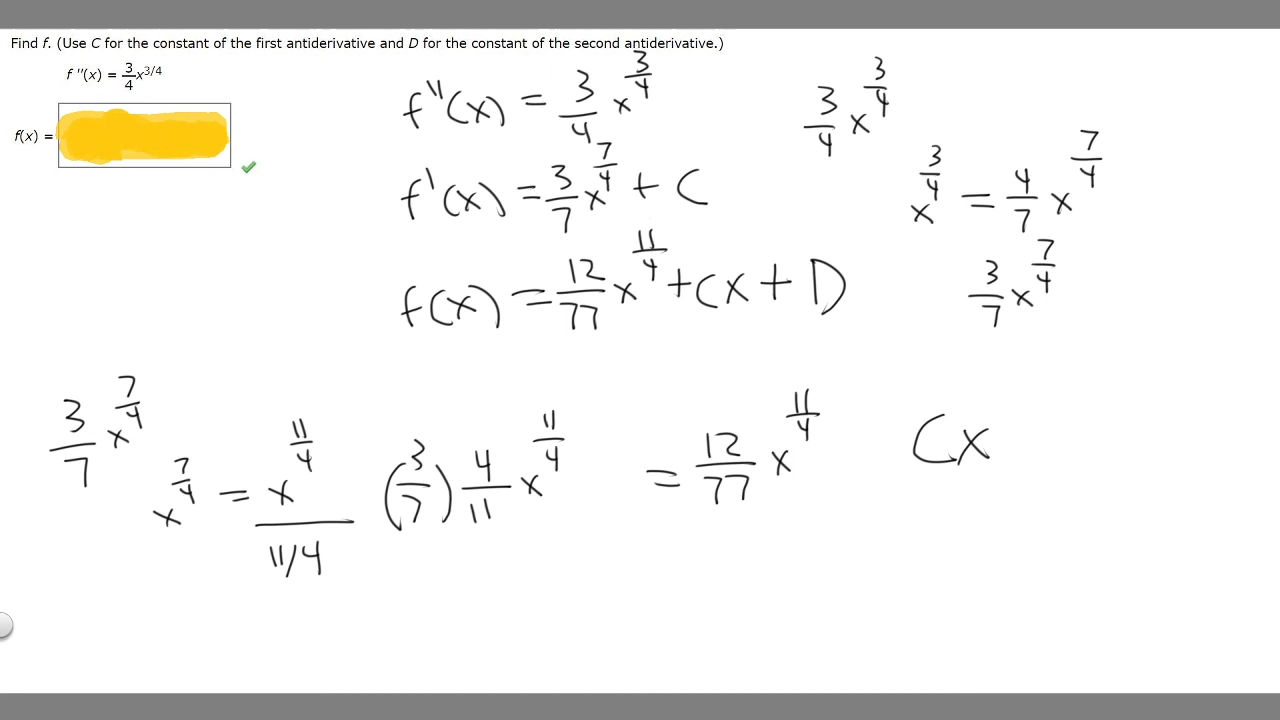 Find f. (Use C for the constant of the first antiderivative and D for the constant of the second antiderivative.)
f ''(x) = 3/4 x^3/4
f(x) =
f''(x) = 3/4 x^3/4
f'(x) = 3/7 x^7/4 + C
f(x) = 12/77 x^11/4 + Cx + D
3/4 x^3/4
x^3/4 = 4/7 x^7/4
3/7 x^7/4
3/7 x^7/4
x^7/4 = x^11/4 / 11/4
(3/7) 4/11 x^11/4 = 12/77 x^11/4
Cx